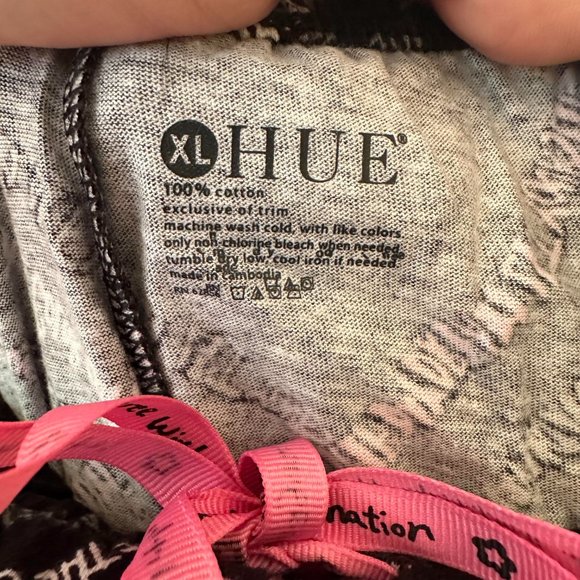 XL HUE
100% cotton
exclusive of trim
machine wash cold, with like colors
only non-chlorine bleach when needed
tumble dry low, cool iron if needed
made in Cambodia
nation